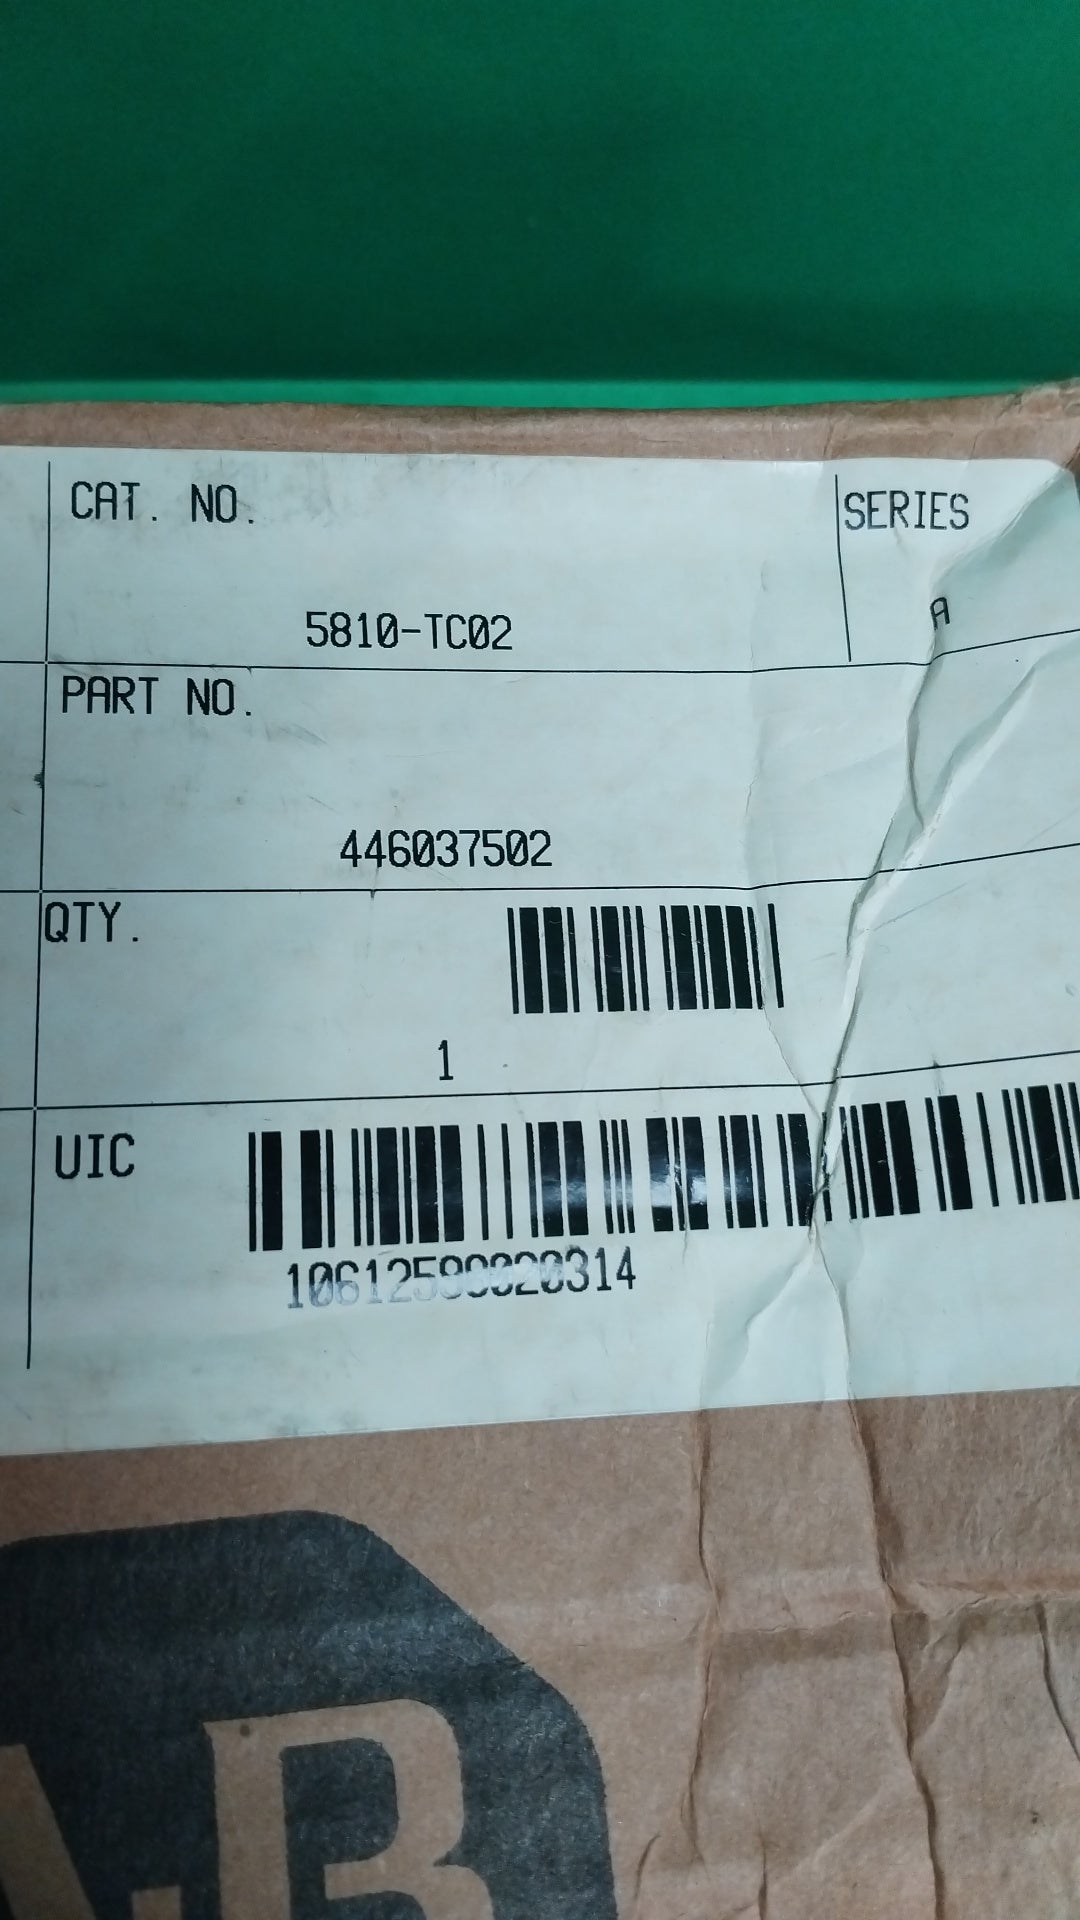 CAT. NO.
SERIES
5810-TC02
A
PART NO.
446037502
QTY.
1
UIC
A-B